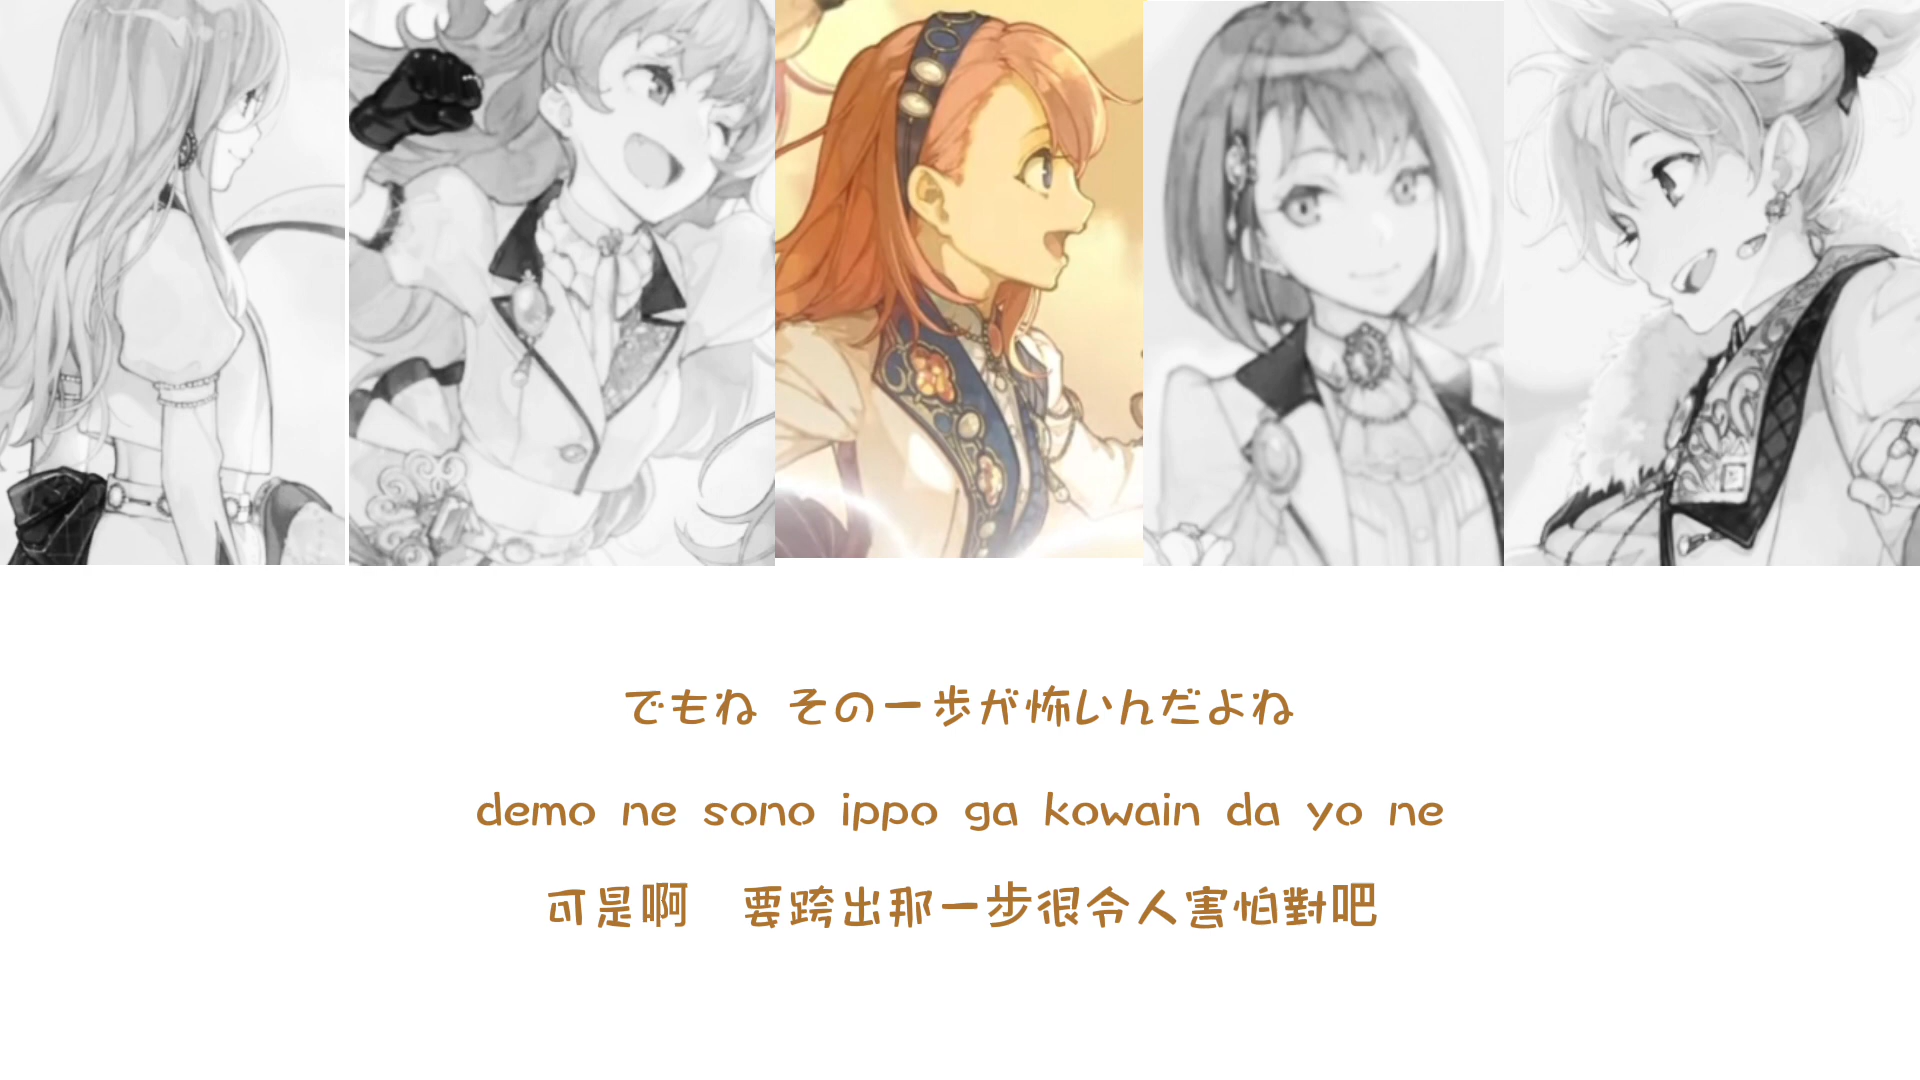 でもね その一歩が怖いんだよね
demo ne sono ippo ga kowain da yo ne
可是啊　要跨出那一步很令人害怕對吧